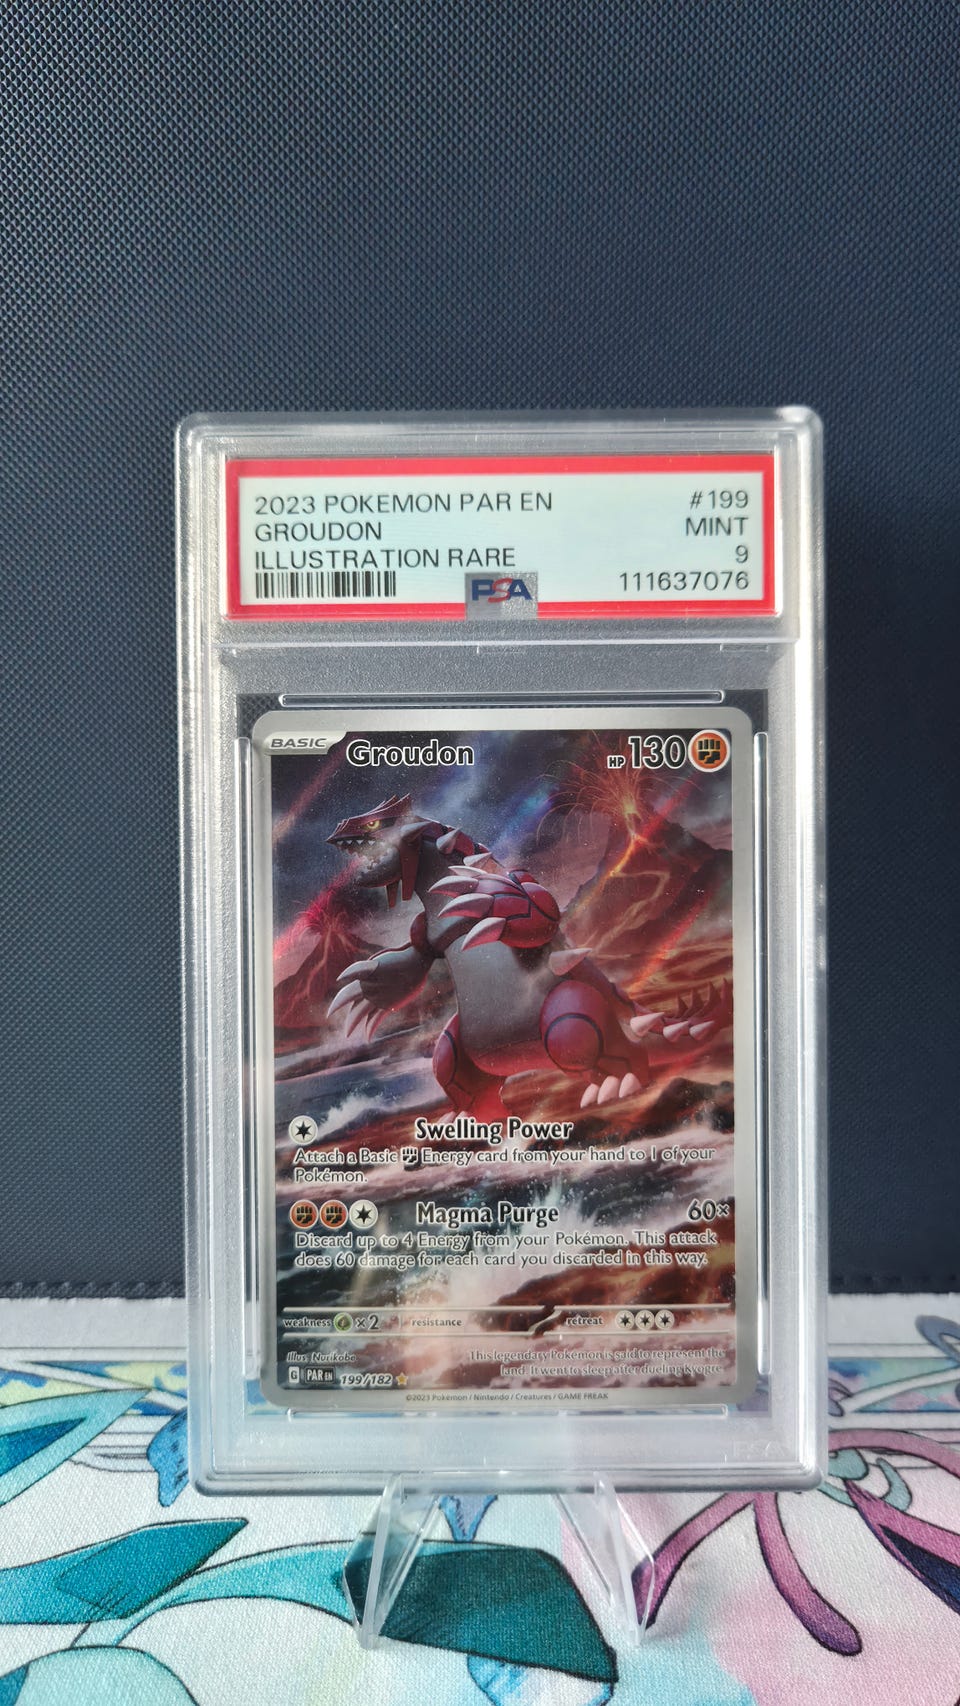 2023 POKEMON PAR EN #199
GROUDON MINT
ILLUSTRATION RARE 9
PSA 111637076
BASIC Groudon HP 130
Swelling Power
Attach a Basic Energy card from your hand to 1 of your
Pokémon.
Magma Purge 60×
Discard up to 4 Energy from your Pokémon. This attack
does 60 damage for each card you discarded in this way.
weakness ×2 resistance retreat
Illus. Nurikabe
This legendary Pokémon is said to represent the
land. It went to sleep after dueling Kyogre.
G PAR EN 199/182
©2023 Pokémon / Nintendo / Creatures / GAME FREAK